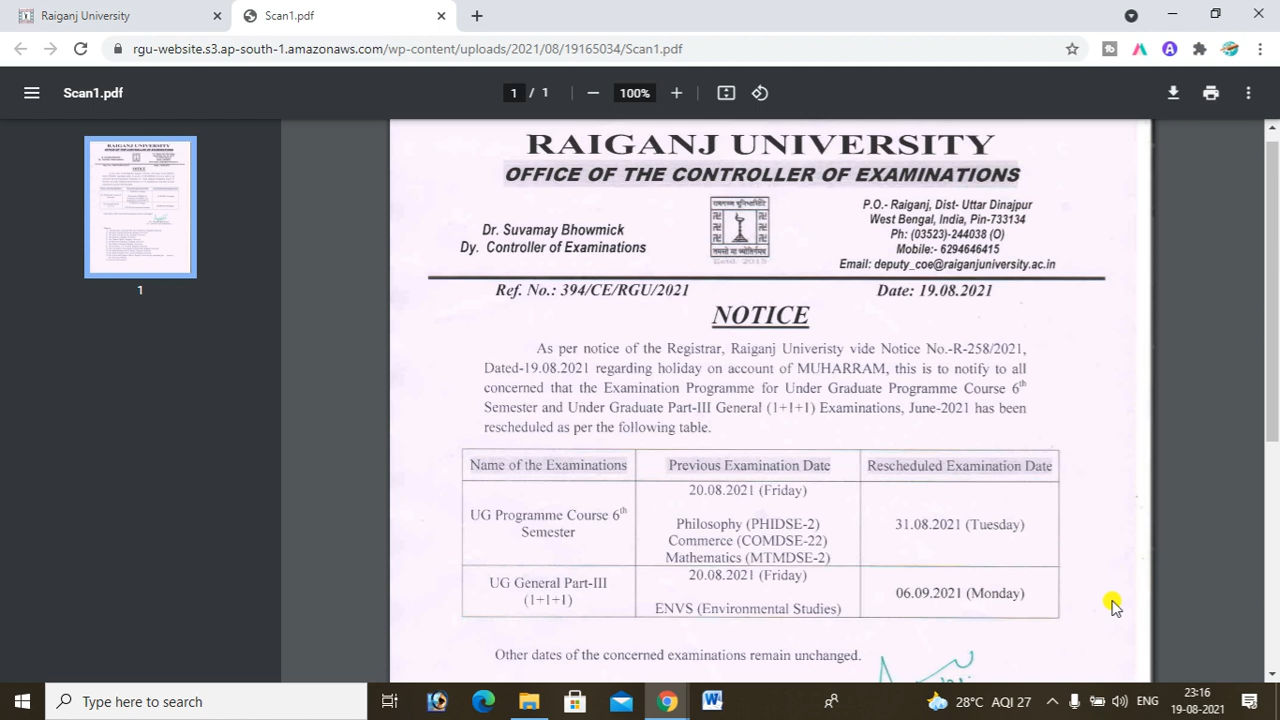 Raiganj University
Scan1.pdf
rgu-website.s3.ap-south-1.amazonaws.com/wp-content/uploads/2021/08/19165034/Scan1.pdf
Scan1.pdf
1 / 1
100%
1
RAIGANJ UNIVERSITY
OFFICE OF THE CONTROLLER OF EXAMINATIONS
Dr. Suvamay Bhowmick
Dy. Controller of Examinations
P.O.- Raiganj, Dist- Uttar Dinajpur
West Bengal, India, Pin-733134
Ph: (03523)-244038 (O)
Mobile:- 6294646415
Email: deputy_coe@raiganjuniversity.ac.in
Ref. No.: 394/CE/RGU/2021
Date: 19.08.2021
NOTICE
As per notice of the Registrar, Raiganj Univeristy vide Notice No.-R-258/2021,
Dated-19.08.2021 regarding holiday on account of MUHARRAM, this is to notify to all
concerned that the Examination Programme for Under Graduate Programme Course 6th
Semester and Under Graduate Part-III General (1+1+1) Examinations, June-2021 has been
rescheduled as per the following table.
Name of the Examinations
Previous Examination Date
Rescheduled Examination Date
UG Programme Course 6th
Semester
20.08.2021 (Friday)
Philosophy (PHIDSE-2)
Commerce (COMDSE-22)
Mathematics (MTMDSE-2)
31.08.2021 (Tuesday)
UG General Part-III
(1+1+1)
20.08.2021 (Friday)
ENVS (Environmental Studies)
06.09.2021 (Monday)
Other dates of the concerned examinations remain unchanged.
Type here to search
28°C AQI 27
ENG
23:16
19-08-2021